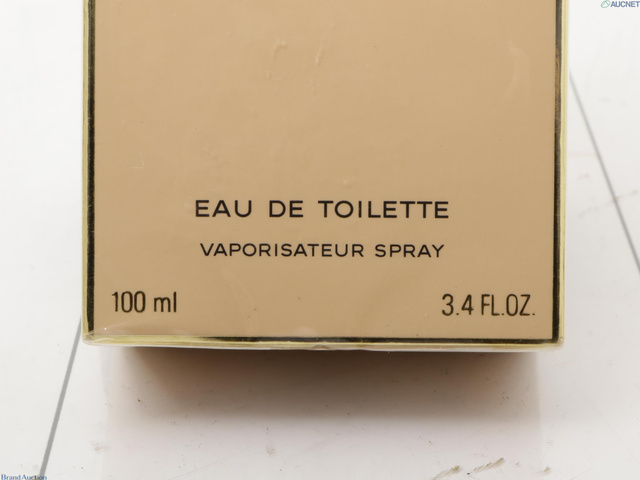 AUCNET
EAU DE TOILETTE
VAPORISATEUR SPRAY
100 ml 3.4 FL.OZ.
Brand Auction